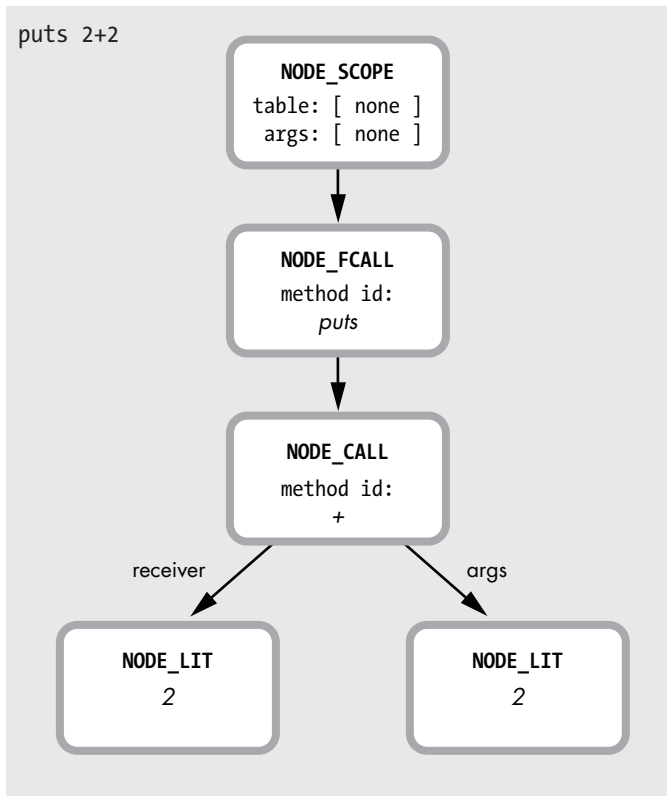 puts 2+2
NODE_SCOPE
table: [ none ]
args: [ none ]
NODE_FCALL
method id:
puts
NODE_CALL
method id:
+
receiver
args
NODE_LIT
2
NODE_LIT
2